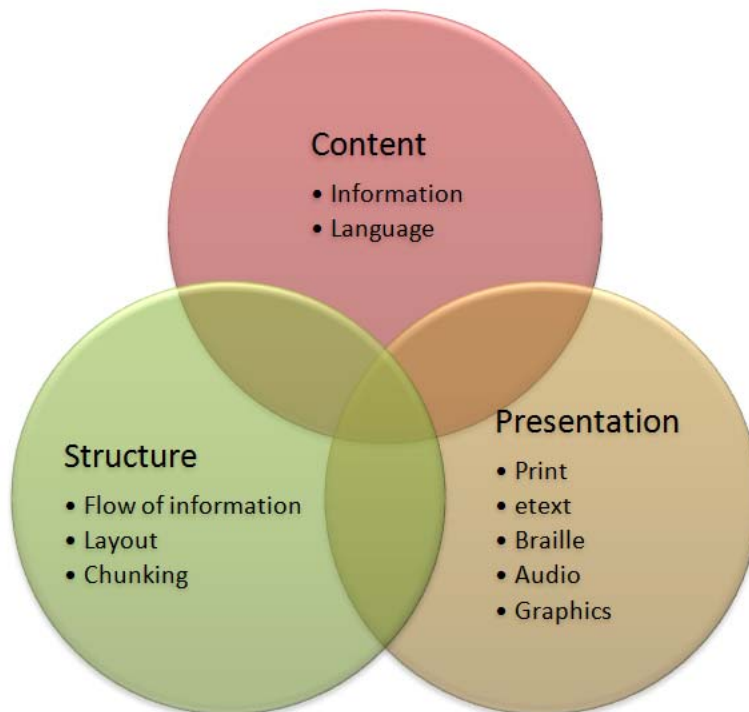 Content
• Information
• Language
Structure
• Flow of information
• Layout
• Chunking
Presentation
• Print
• etext
• Braille
• Audio
• Graphics